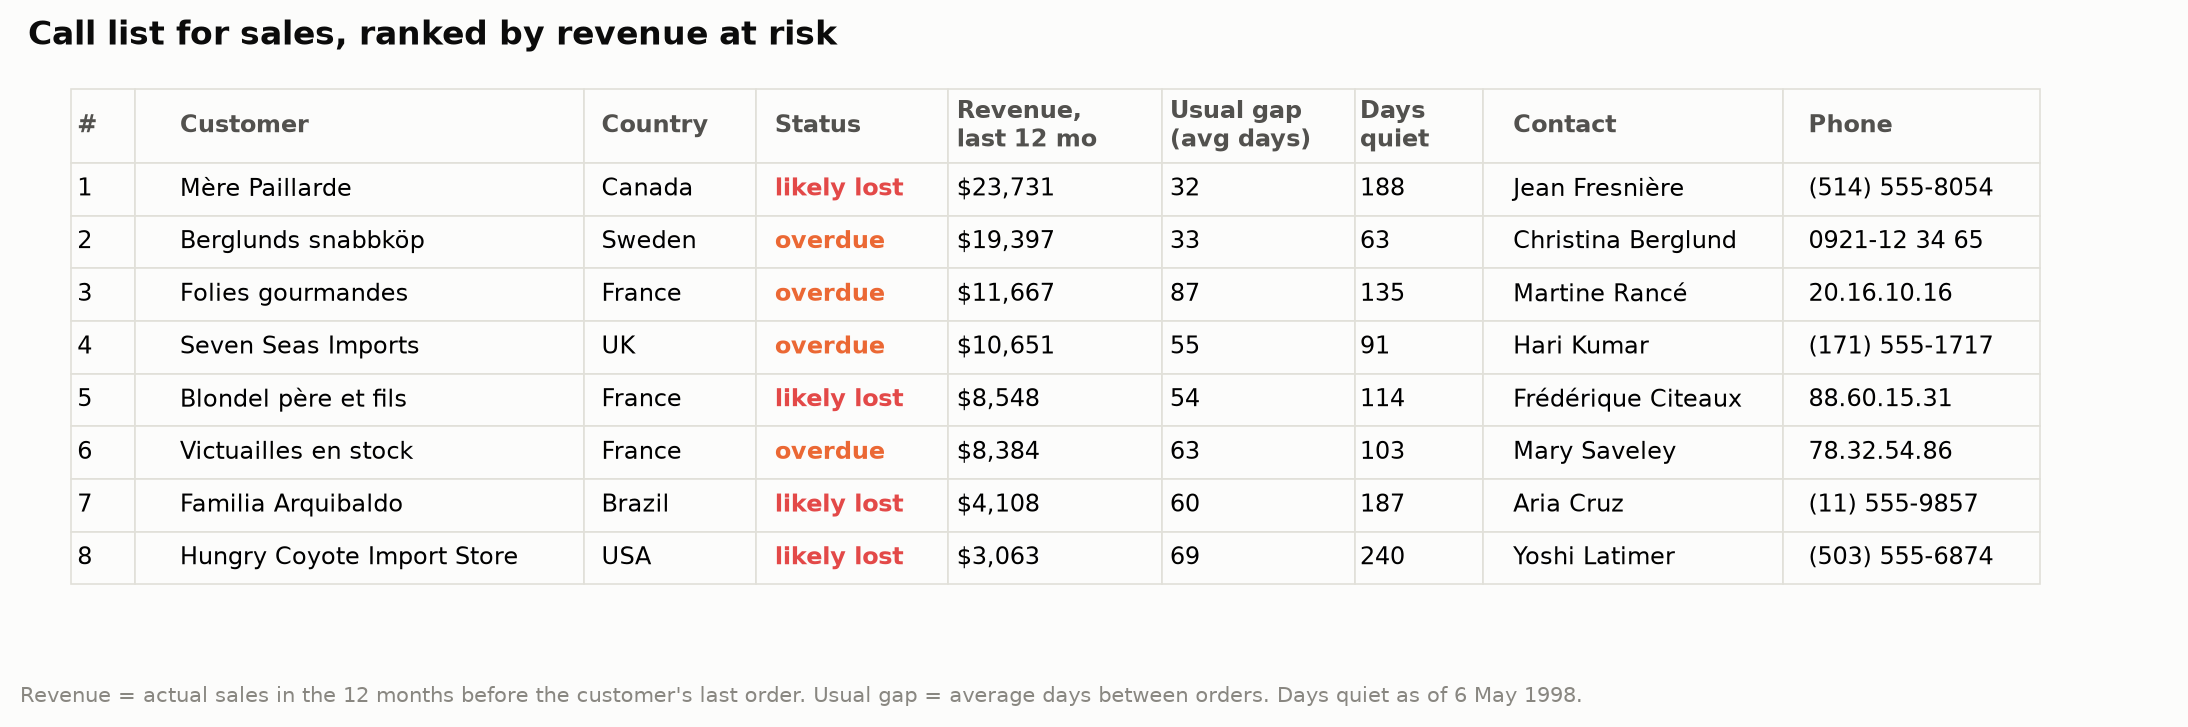 Call list for sales, ranked by revenue at risk
# Customer Country Status Revenue, last 12 mo Usual gap (avg days) Days quiet Contact Phone
1 Mère Paillarde Canada likely lost $23,731 32 188 Jean Fresnière (514) 555-8054
2 Berglunds snabbköp Sweden overdue $19,397 33 63 Christina Berglund 0921-12 34 65
3 Folies gourmandes France overdue $11,667 87 135 Martine Rancé 20.16.10.16
4 Seven Seas Imports UK overdue $10,651 55 91 Hari Kumar (171) 555-1717
5 Blondel père et fils France likely lost $8,548 54 114 Frédérique Citeaux 88.60.15.31
6 Victuailles en stock France overdue $8,384 63 103 Mary Saveley 78.32.54.86
7 Familia Arquibaldo Brazil likely lost $4,108 60 187 Aria Cruz (11) 555-9857
8 Hungry Coyote Import Store USA likely lost $3,063 69 240 Yoshi Latimer (503) 555-6874
Revenue = actual sales in the 12 months before the customer's last order. Usual gap = average days between orders. Days quiet as of 6 May 1998.